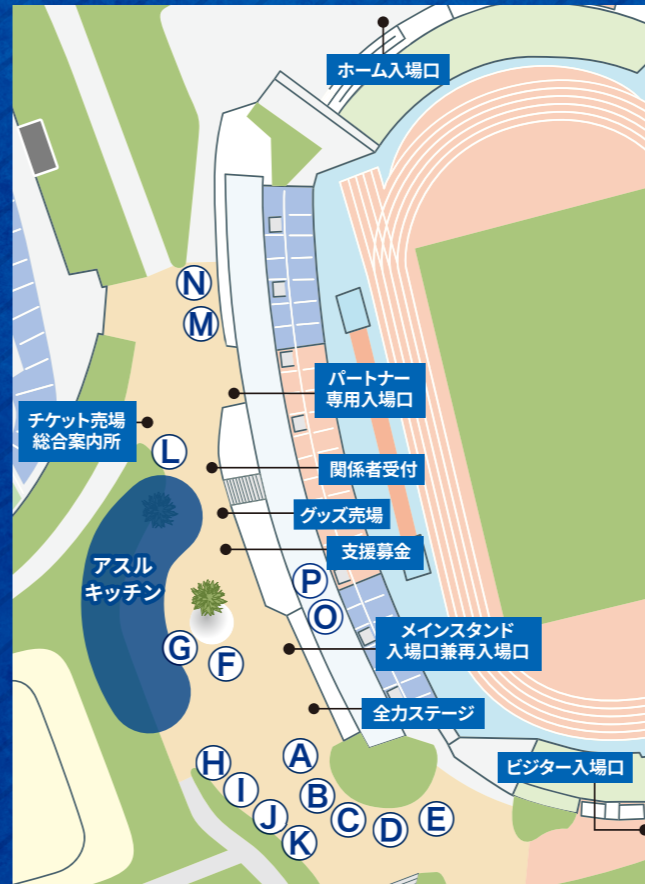 ホーム入場口
N
M
パートナー
専用入場口
チケット売場
総合案内所
L
関係者受付
グッズ売場
支援募金
アスル
キッチン
P
O
メインスタンド
入場口兼再入場口
G
F
全力ステージ
A
H
ビジター入場口
I
B
J
C
D
E
K